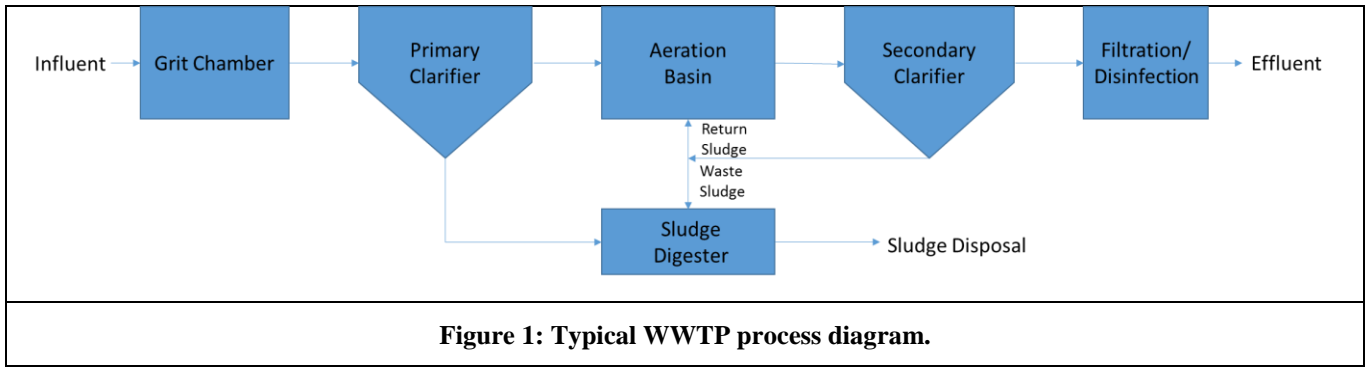 Influent
Grit Chamber
Primary
Clarifier
Aeration
Basin
Secondary
Clarifier
Filtration/
Disinfection
Effluent
Return
Sludge
Waste
Sludge
Sludge
Digester
Sludge Disposal
Figure 1: Typical WWTP process diagram.